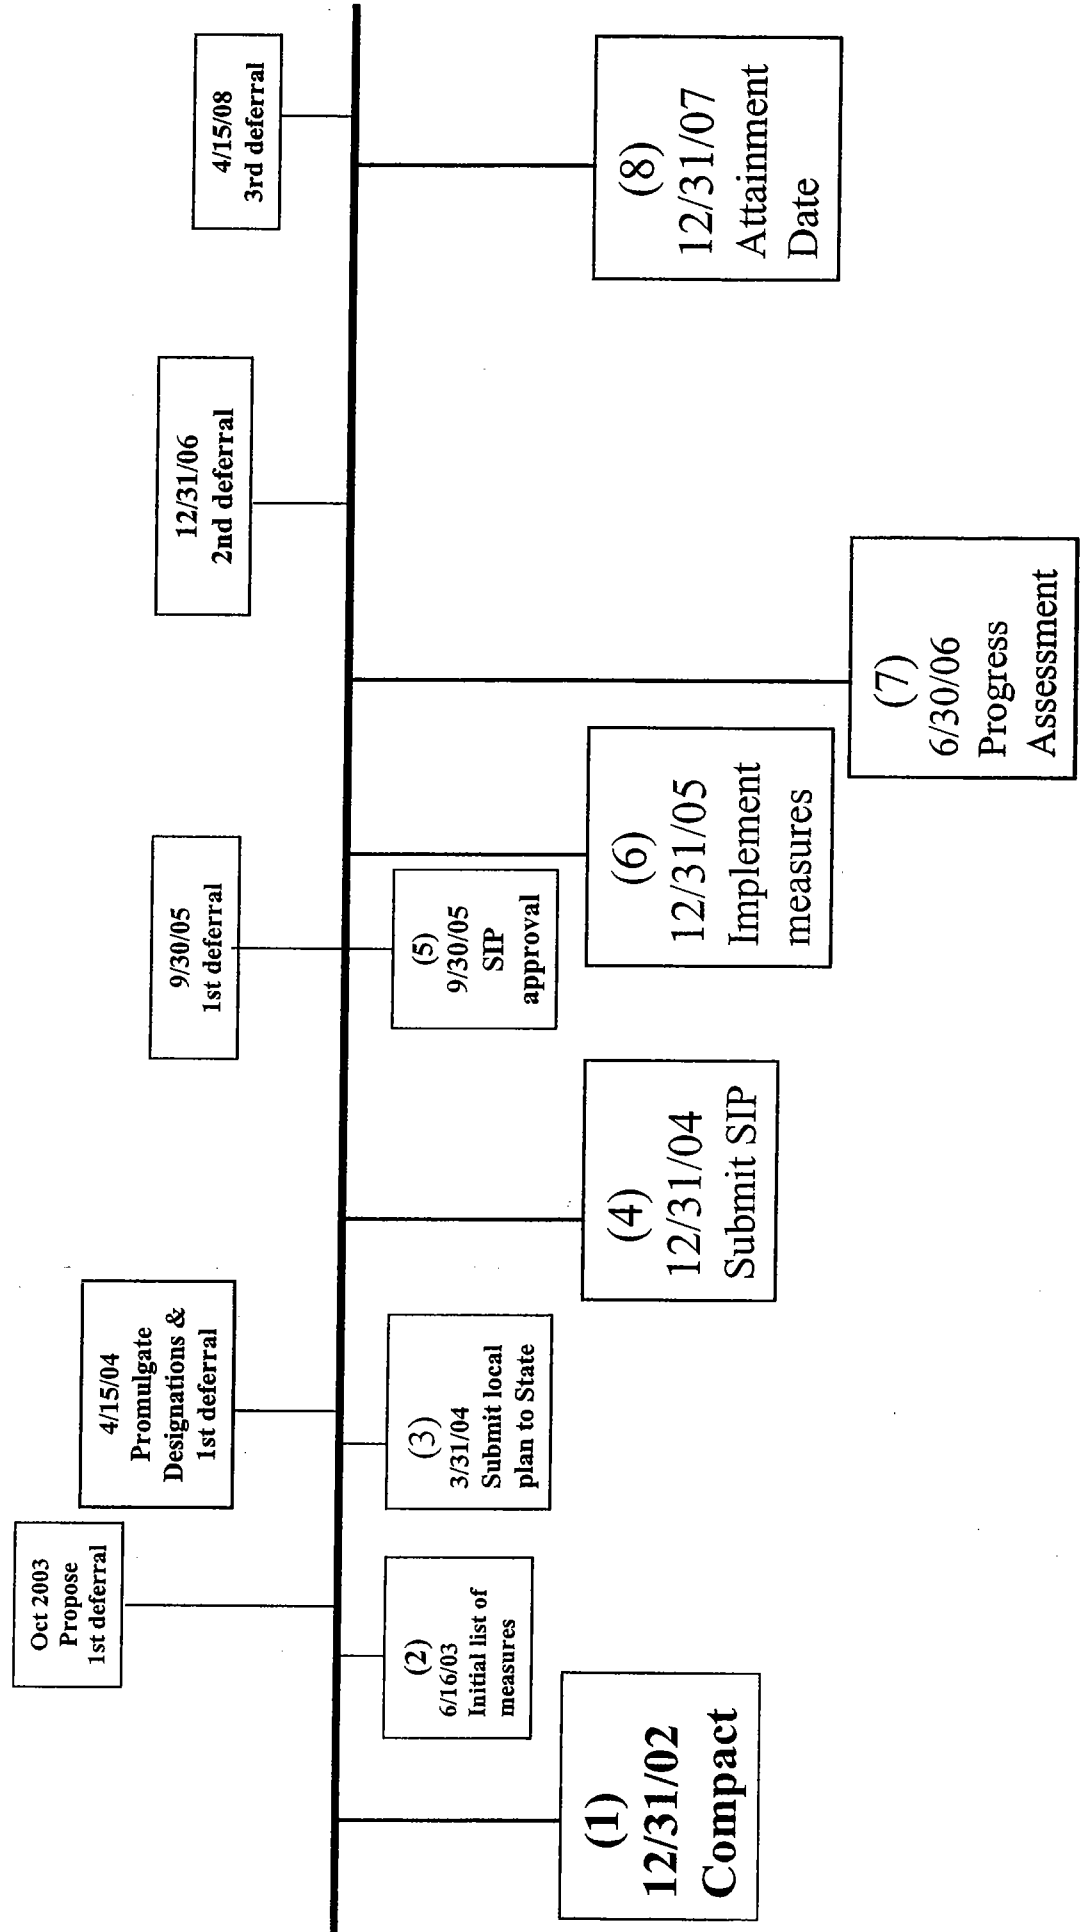 Oct 2003
Propose
1st deferral
4/15/04
Promulgate
Designations &
1st deferral
9/30/05
1st deferral
12/31/06
2nd deferral
4/15/08
3rd deferral
(1)
12/31/02
Compact
(2)
6/16/03
Initial list of
measures
(3)
3/31/04
Submit local
plan to State
(4)
12/31/04
Submit SIP
(5)
9/30/05
SIP
approval
(6)
12/31/05
Implement
measures
(7)
6/30/06
Progress
Assessment
(8)
12/31/07
Attainment
Date